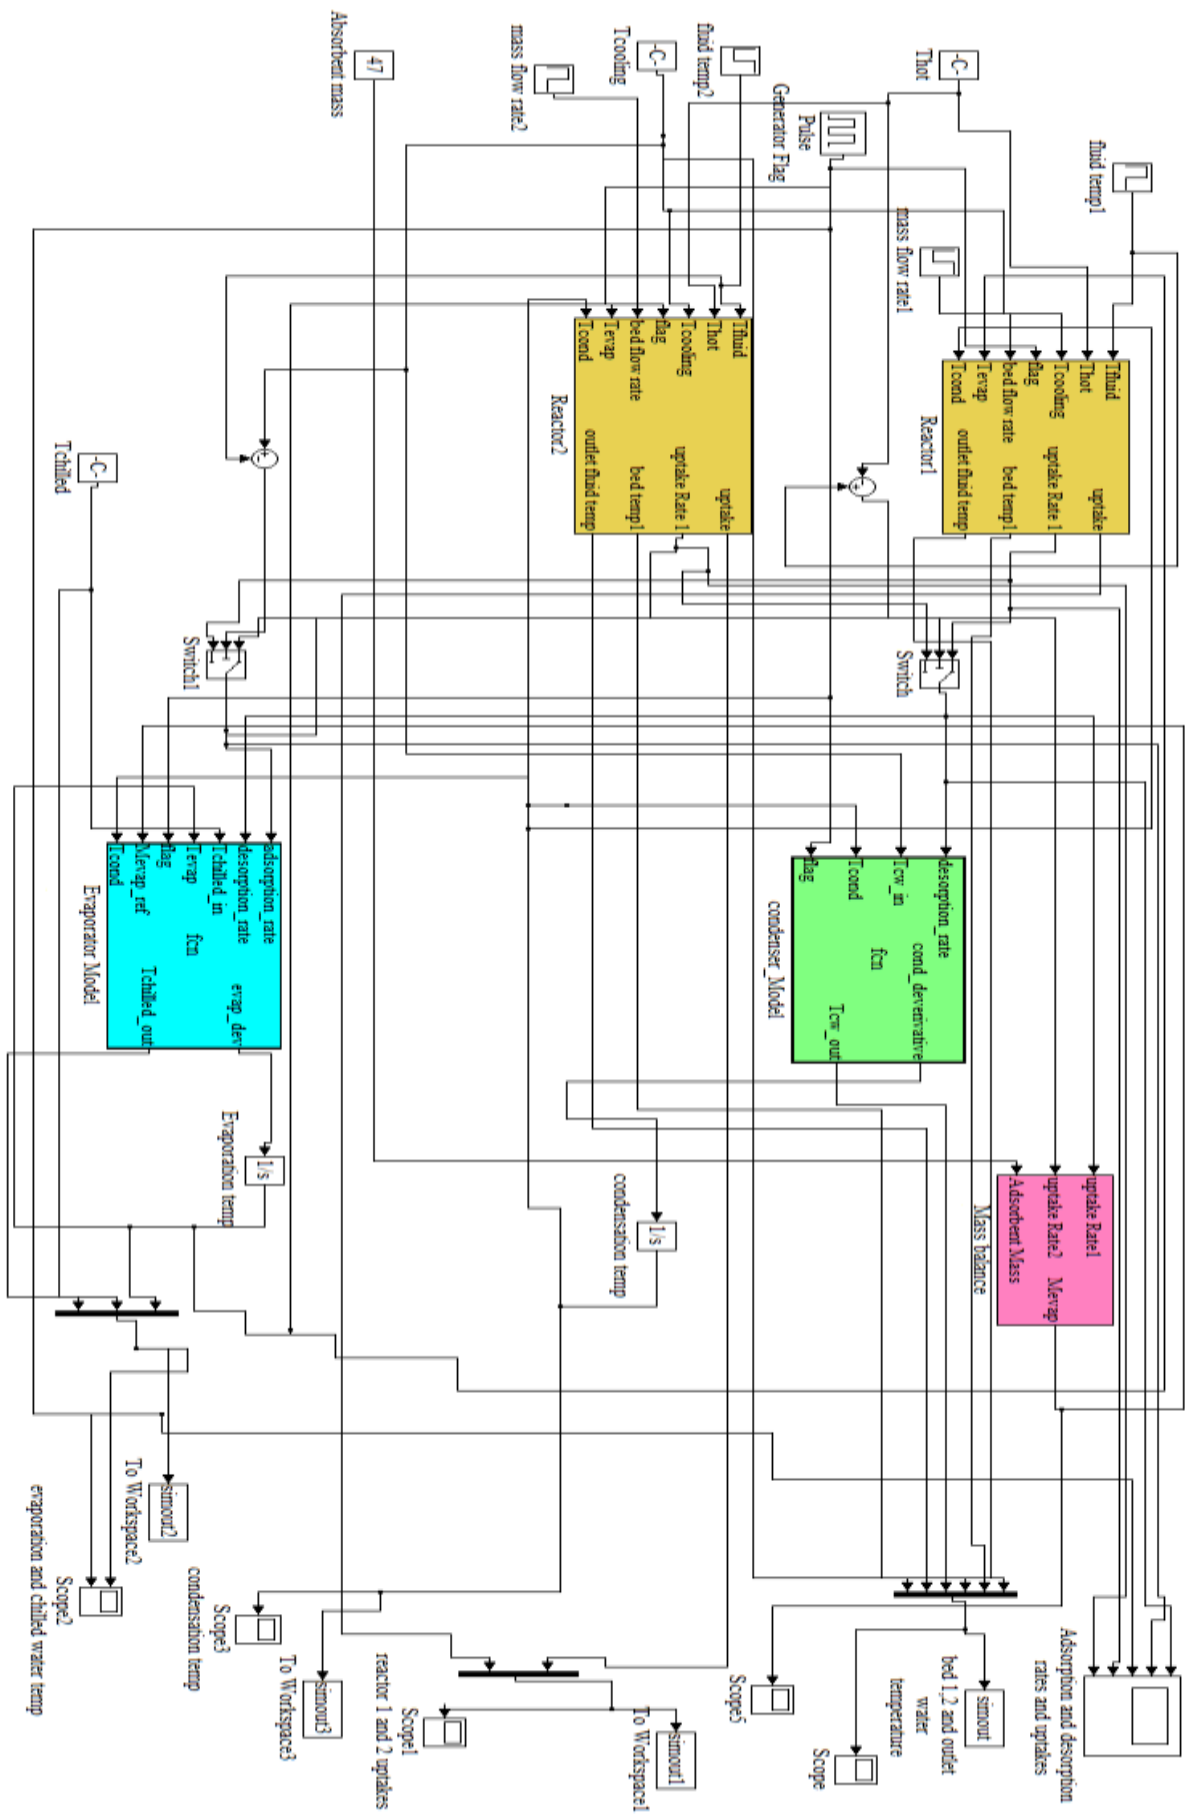 fluid temp1
-C-
Thot
mass flow rate1
Pulse
Generator Flag
fluid temp2
-C-
Tcooling
mass flow rate2
47
Absorbent mass
Tfluid
Thot
Tcooling
flag
bed flow rate
Tevap
Tcond
uptake
uptake Rate 1
bed temp1
outlet fluid temp
Reactor1
Tfluid
Thot
Tcooling
flag
bed flow rate
Tevap
Tcond
uptake
uptake Rate 1
bed temp1
outlet fluid temp
Reactor2
-C-
Tchilled
Switch
Switch1
desorption_rate
Tcw_in
Tcond
flag
fcn
cond_deverivative
Tcw_out
condenser_Model
adsorption_rate
desorption_rate
Tchilled_in
Tevap
flag
Mevap_ref
Tcond
fcn
evap_dev
Tchilled_out
Evaporator Model
uptake Rate1
uptake Rate2
Adsorbent Mass
Mevap
Mass balance
1/s
condensation temp
1/s
Evaporation temp
Adsorption and desorption
rates and uptakes
simout
bed 1,2 and outlet
water
temperature
Scope
Scope5
simout1
To Workspace1
Scope1
reactor 1 and 2 uptakes
simout3
To Workspace3
Scope3
condensation temp
simout2
To Workspace2
Scope2
evaporation and chilled water temp